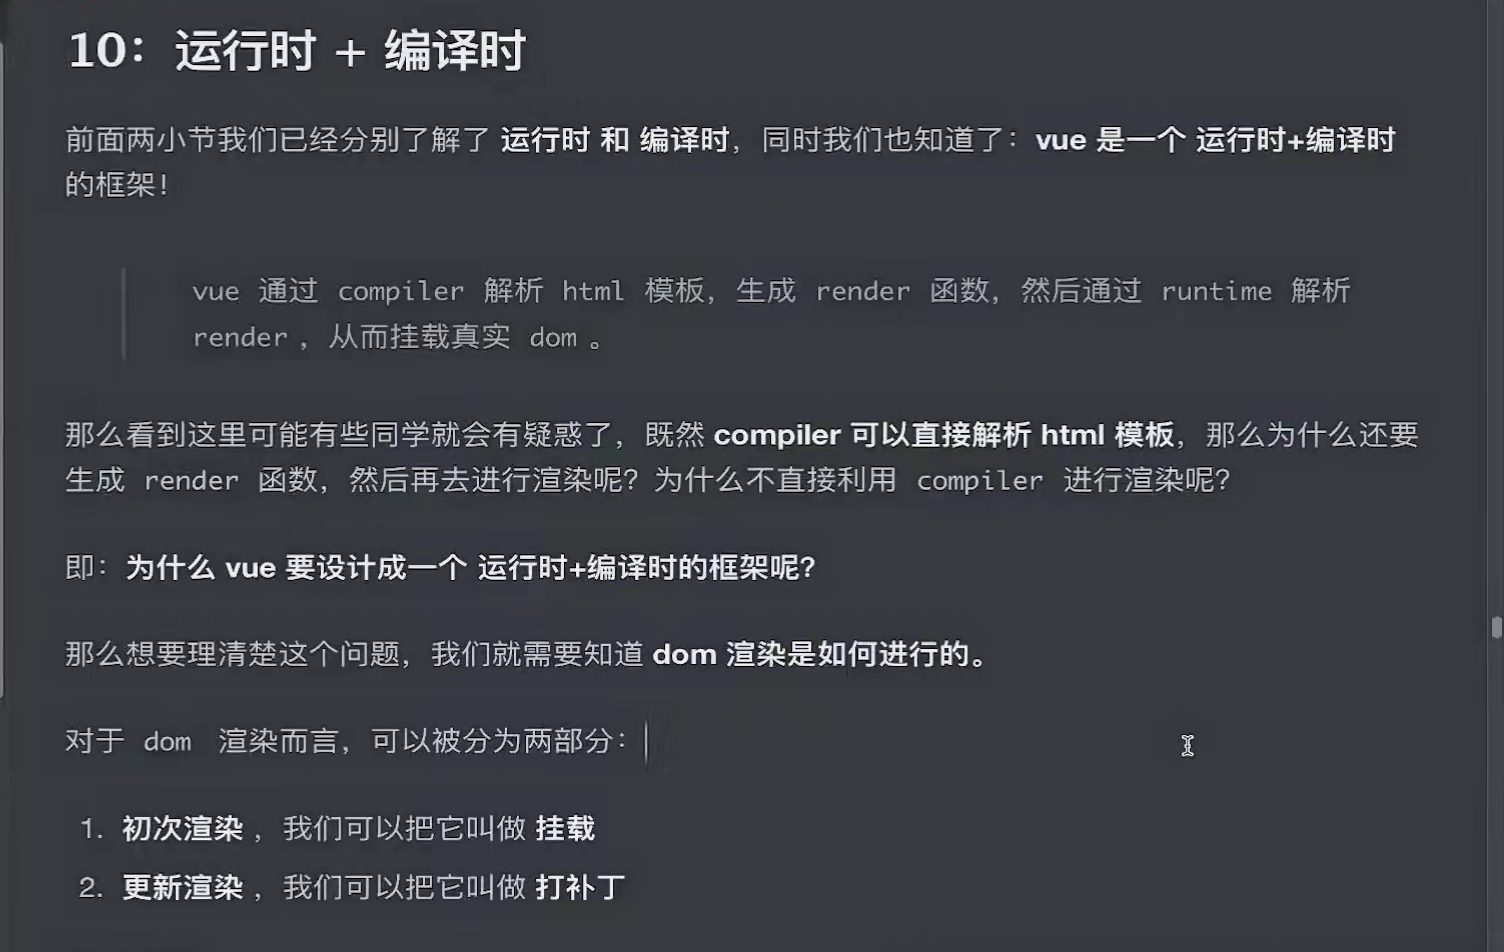 10：运行时 + 编译时
前面两小节我们已经分别了解了 运行时 和 编译时，同时我们也知道了：vue 是一个 运行时+编译时
的框架！
vue 通过 compiler 解析 html 模板，生成 render 函数，然后通过 runtime 解析
render ，从而挂载真实 dom 。
那么看到这里可能有些同学就会有疑惑了，既然 compiler 可以直接解析 html 模板，那么为什么还要
生成 render 函数，然后再去进行渲染呢？为什么不直接利用 compiler 进行渲染呢？
即：为什么 vue 要设计成一个 运行时+编译时的框架呢？
那么想要理清楚这个问题，我们就需要知道 dom 渲染是如何进行的。
对于 dom 渲染而言，可以被分为两部分：
1. 初次渲染 ，我们可以把它叫做 挂载
2. 更新渲染 ，我们可以把它叫做 打补丁